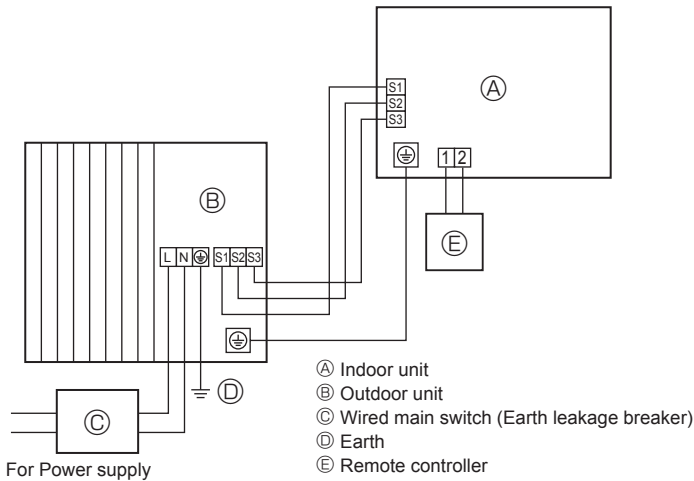 S1
S2
S3
Ⓐ
1 2
Ⓑ
Ⓔ
L N S1 S2 S3
Ⓓ
Ⓒ
For Power supply
Ⓐ Indoor unit
Ⓑ Outdoor unit
Ⓒ Wired main switch (Earth leakage breaker)
Ⓓ Earth
Ⓔ Remote controller